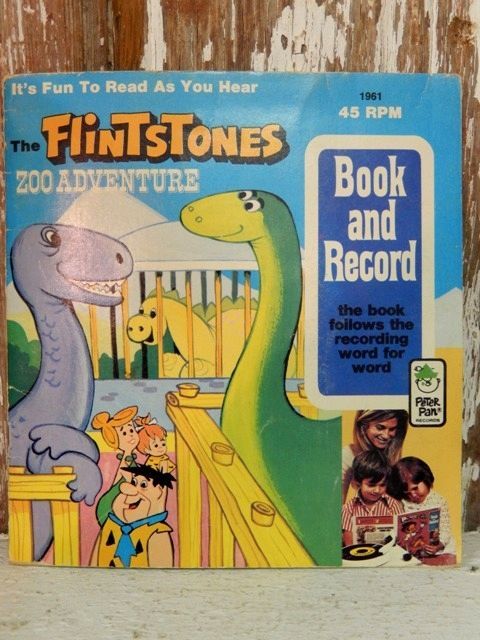 It's Fun To Read As You Hear
1961
45 RPM
The FLINTSTONES
ZOO ADVENTURE
Book
and
Record
the book
follows the
recording
word for
word
PETER
PAN
RECORDS